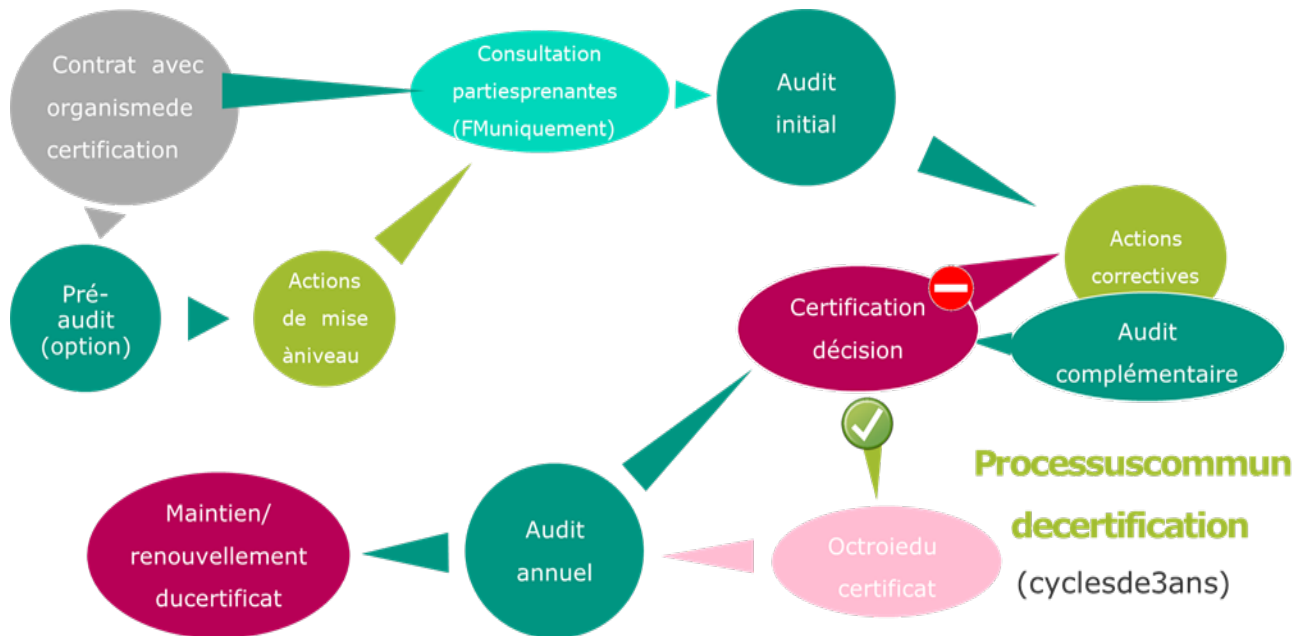 Contrat avec
organismede
certification
Consultation
partiesprenantes
(FMuniquement)
Audit
initial
Pré-
audit
(option)
Actions
de mise
àniveau
Certification
décision
Actions
correctives
Audit
complémentaire
Maintien/
renouvellement
ducertificat
Audit
annuel
Octroiedu
certificat
Processuscommun
decertification
(cyclesde3ans)